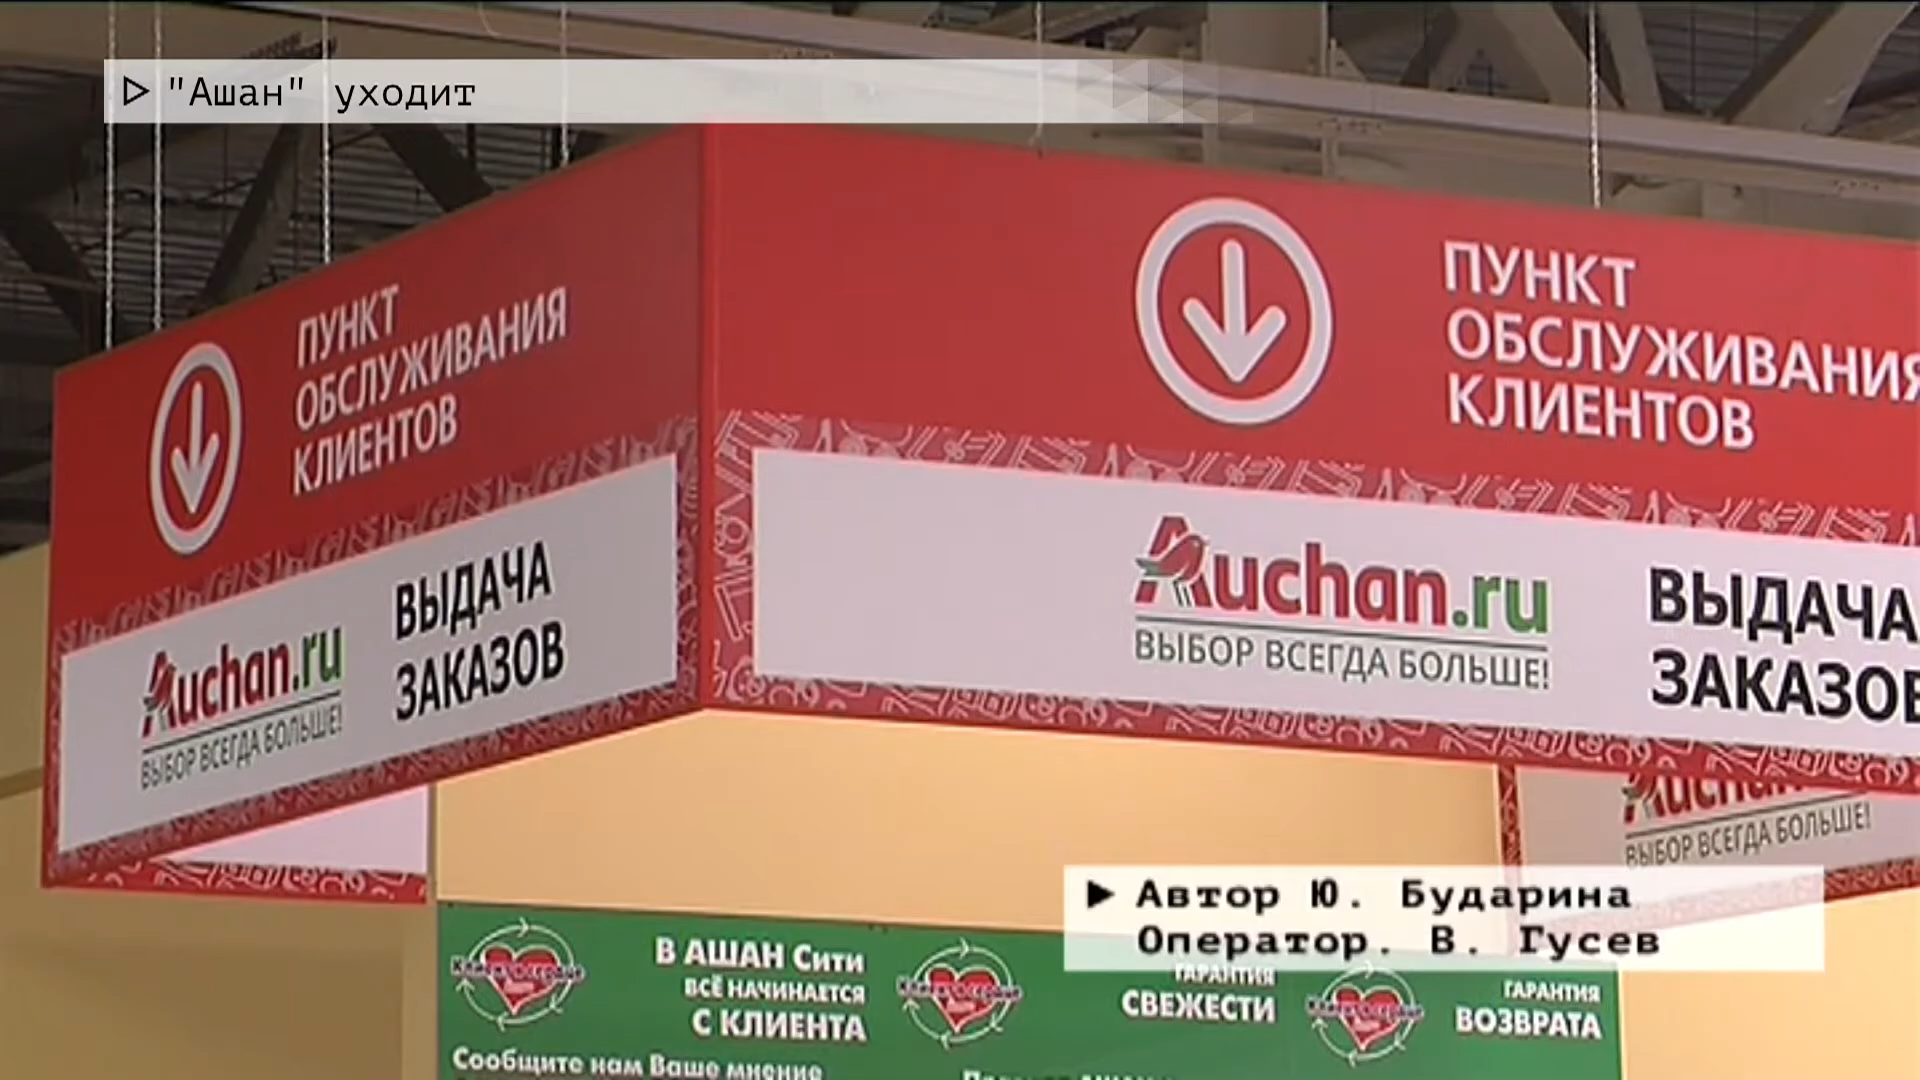 "Ашан" уходит
ПУНКТ
ОБСЛУЖИВАНИЯ
КЛИЕНТОВ
Auchan.ru
ВЫБОР ВСЕГДА БОЛЬШЕ!
ВЫДАЧА
ЗАКАЗОВ
ПУНКТ
ОБСЛУЖИВАНИЯ
КЛИЕНТОВ
Auchan.ru
ВЫБОР ВСЕГДА БОЛЬШЕ!
ВЫДАЧА
ЗАКАЗОВ
Auchan
ВЫБОР ВСЕГДА БОЛЬШЕ!
Автор Ю. Бударина
Оператор. В. Гусев
В АШАН Сити
ВСЁ НАЧИНАЕТСЯ
С КЛИЕНТА
Сообщите нам Ваше мнение
ГАРАНТИЯ
СВЕЖЕСТИ
ГАРАНТИЯ
ВОЗВРАТА